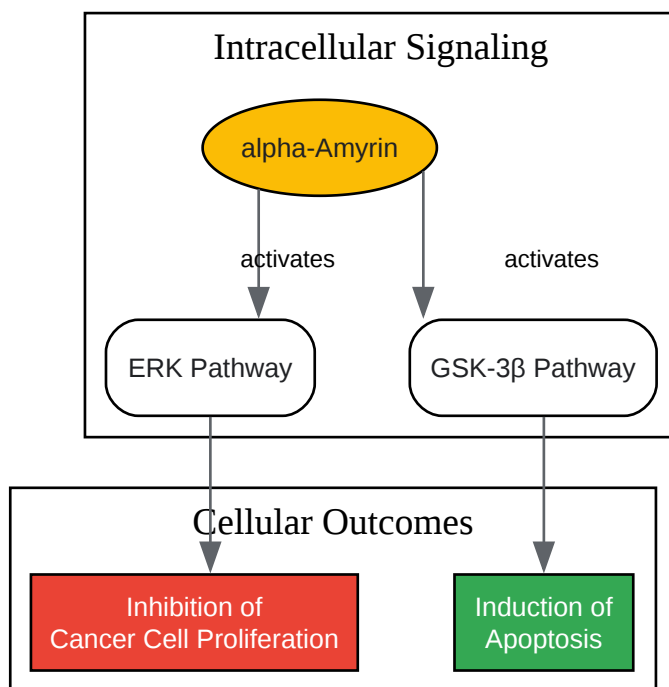 Intracellular Signaling
alpha-Amyrin
activates
activates
ERK Pathway
GSK-3β Pathway
Cellular Outcomes
Inhibition of
Cancer Cell Proliferation
Induction of
Apoptosis